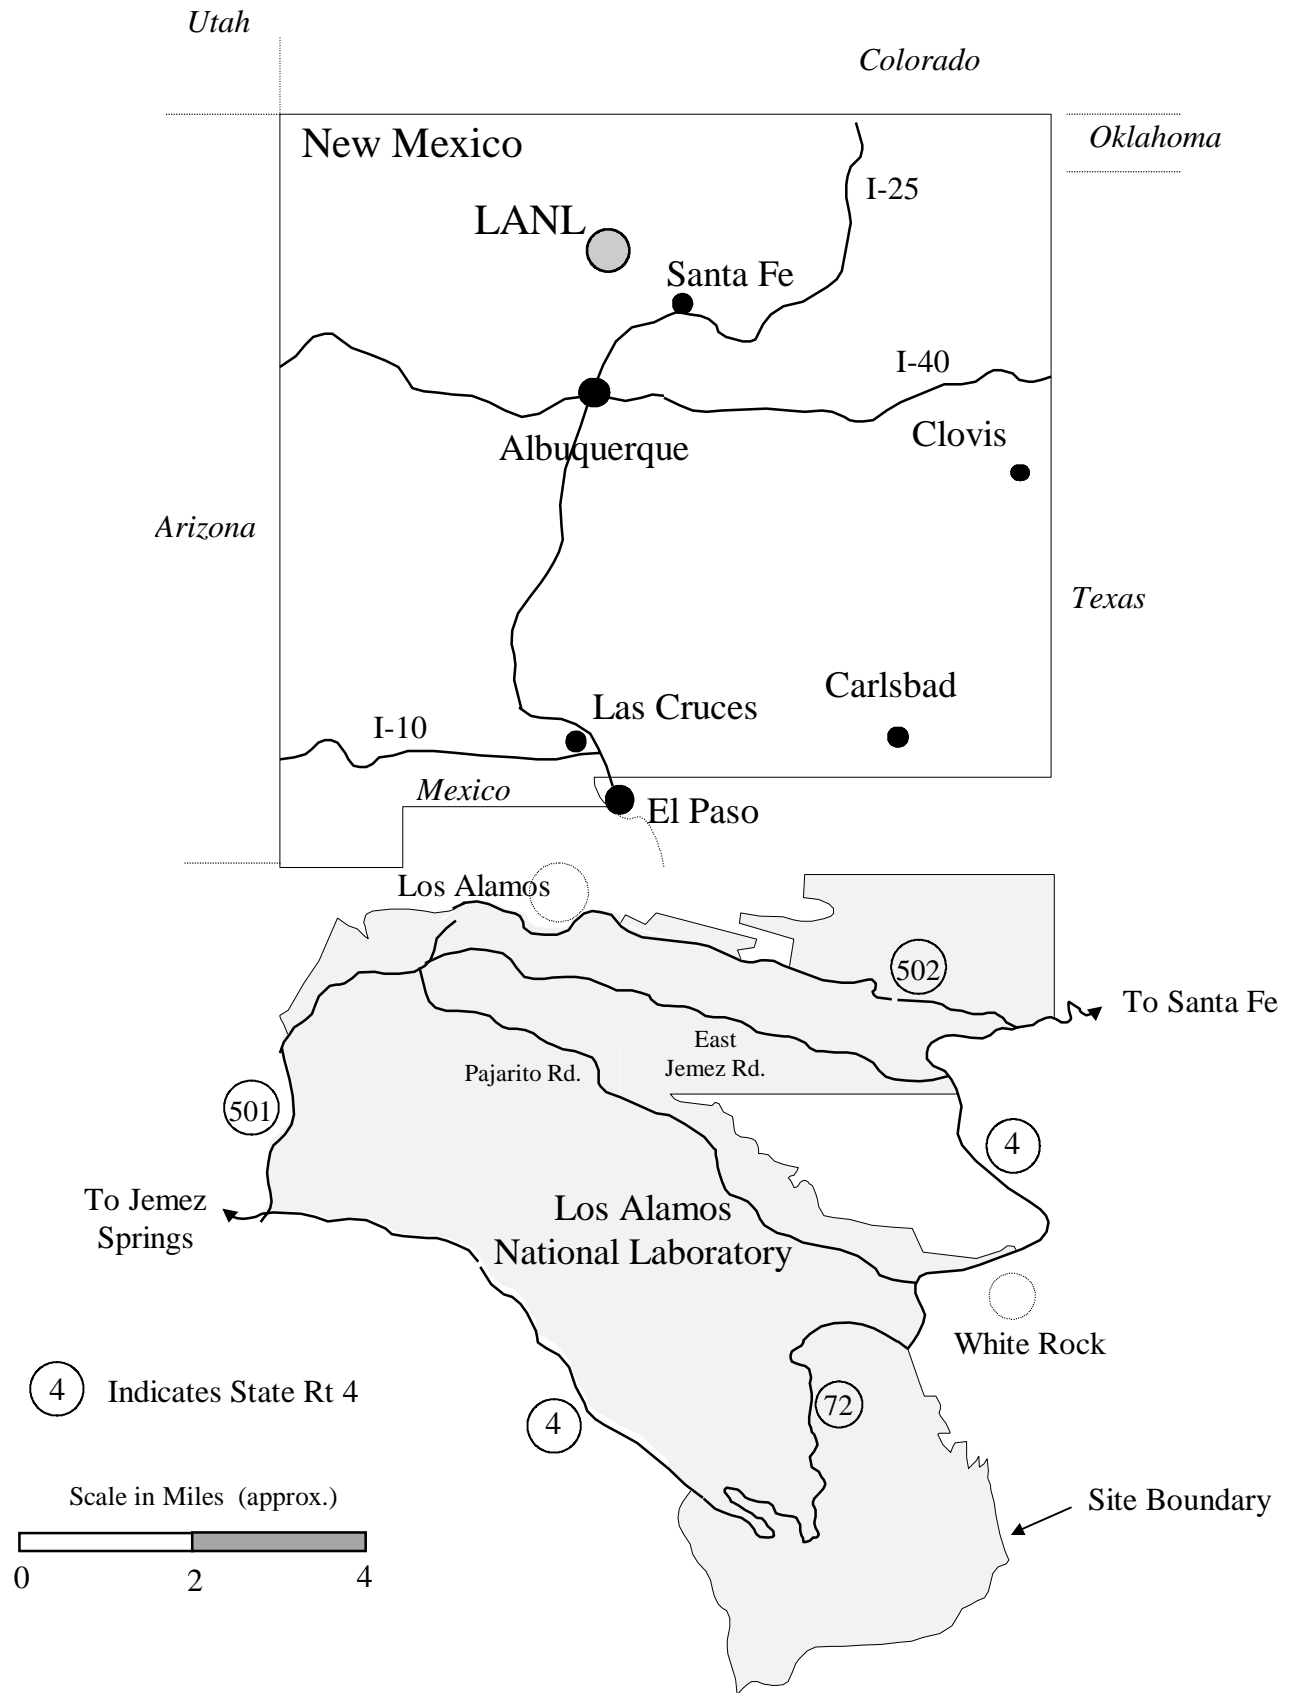 Utah
Colorado
New Mexico
Oklahoma
I-25
LANL
Santa Fe
I-40
Clovis
Albuquerque
Arizona
Texas
Carlsbad
Las Cruces
I-10
Mexico
El Paso
Los Alamos
502
To Santa Fe
East
Jemez Rd.
Pajarito Rd.
501
4
To Jemez
Springs
Los Alamos
National Laboratory
White Rock
4
Indicates State Rt 4
72
4
Scale in Miles (approx.)
Site Boundary
0
2
4